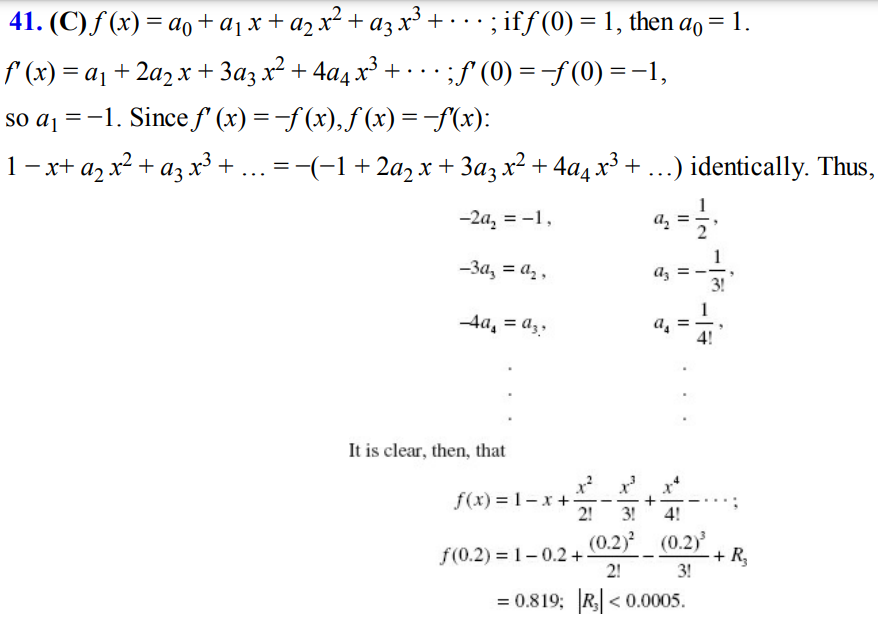 41. (C) f (x) = a₀ + a₁ x + a₂ x² + a₃ x³ + · · · ; if f (0) = 1, then a₀ = 1.
f′ (x) = a₁ + 2a₂ x + 3a₃ x² + 4a₄ x³ + · · · ; f′ (0) = −f (0) = −1,
so a₁ = −1. Since f′ (x) = −f (x), f (x) = −f′(x):
1 − x+ a₂ x² + a₃ x³ + … = −(−1 + 2a₂ x + 3a₃ x² + 4a₄ x³ + …) identically. Thus,
−2a₂ = −1, a₂ = 1/2,
−3a₃ = a₂, a₃ = −1/3!,
−4a₄ = a₃., a₄ = 1/4!,
. .
. .
. .
It is clear, then, that
f(x) = 1 − x + x²/2! − x³/3! + x⁴/4! − · · · ;
f(0.2) = 1 − 0.2 + (0.2)²/2! − (0.2)³/3! + R₃
= 0.819; |R₃| < 0.0005.